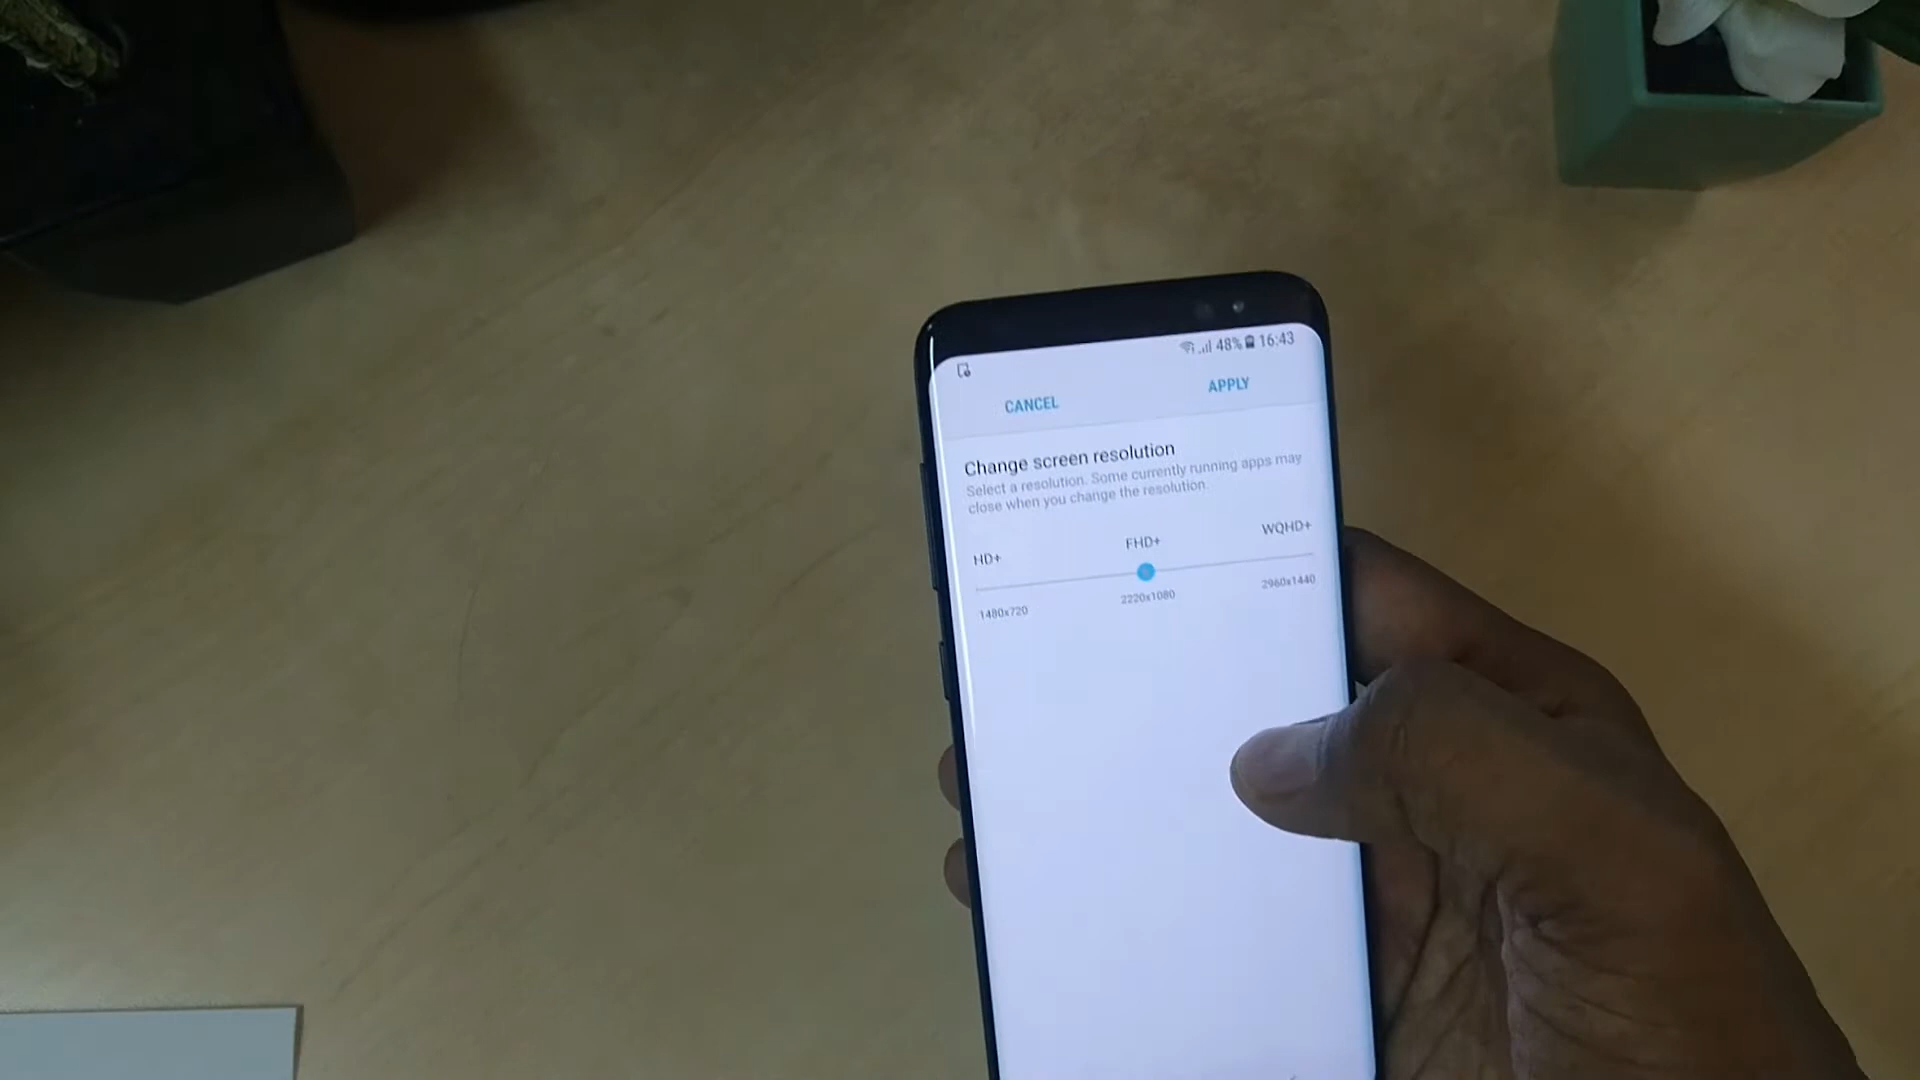 48% 16:43
CANCEL APPLY
Change screen resolution
Select a resolution. Some currently running apps may
close when you change the resolution.
HD+ FHD+ WQHD+
1480x720 2220x1080 2960x1440